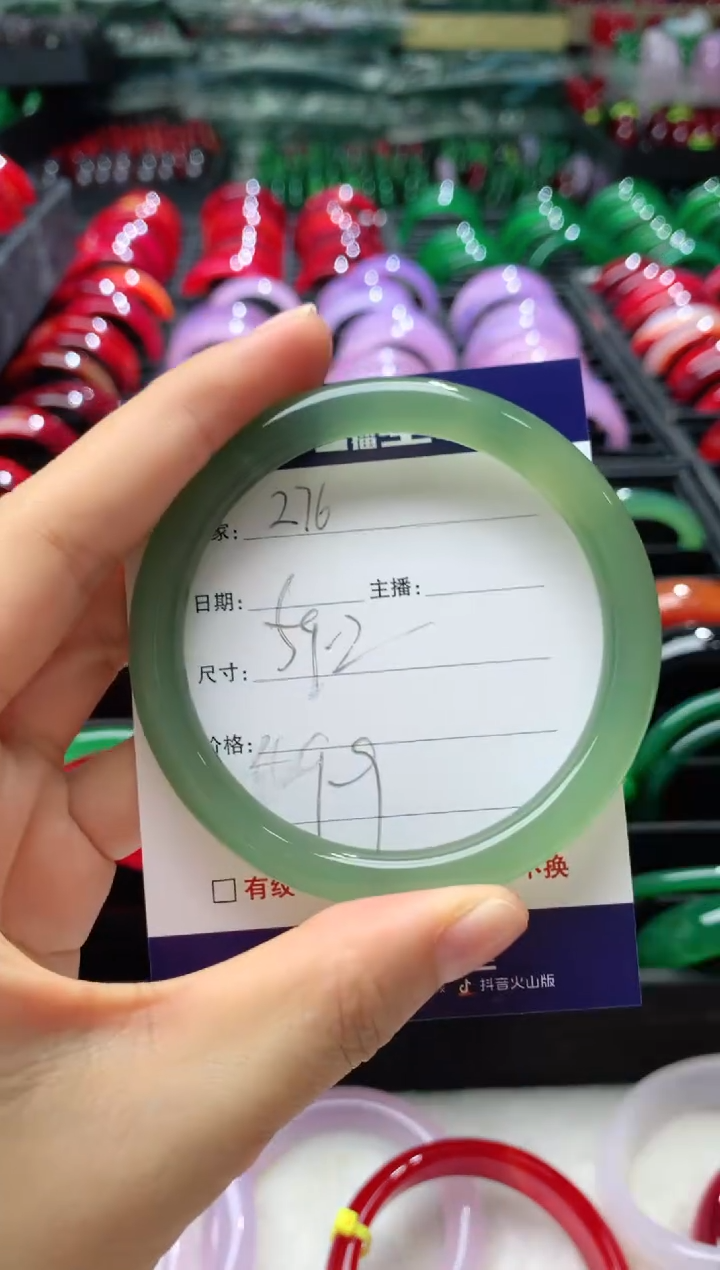 播
家: 276
日期: 主播:
尺寸: 59.2
价格: 499
有纹 不换
抖音火山版